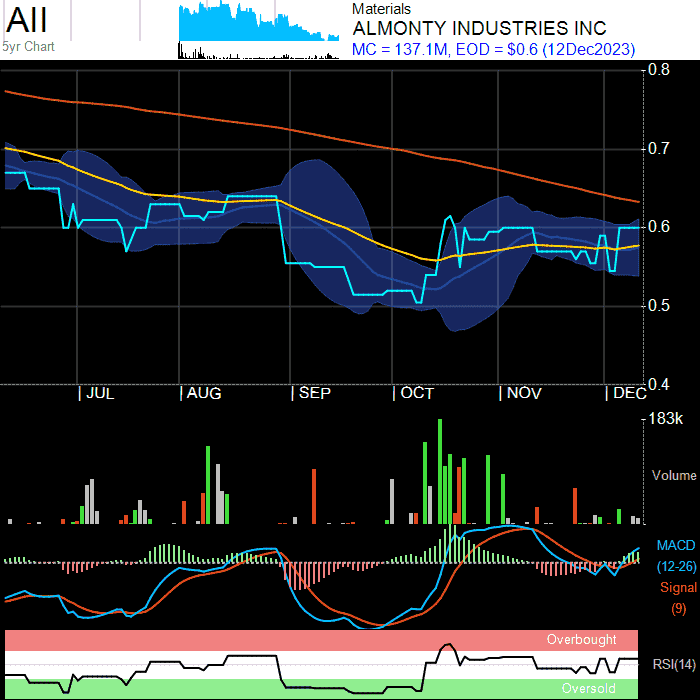 AII
5yr Chart
Materials
ALMONTY INDUSTRIES INC
MC = 137.1M, EOD = $0.6 (12Dec2023)
0.8
0.7
0.6
0.5
0.4
JUL AUG SEP OCT NOV DEC
183k
Volume
MACD
(12-26)
Signal
(9)
Overbought
RSI(14)
Oversold